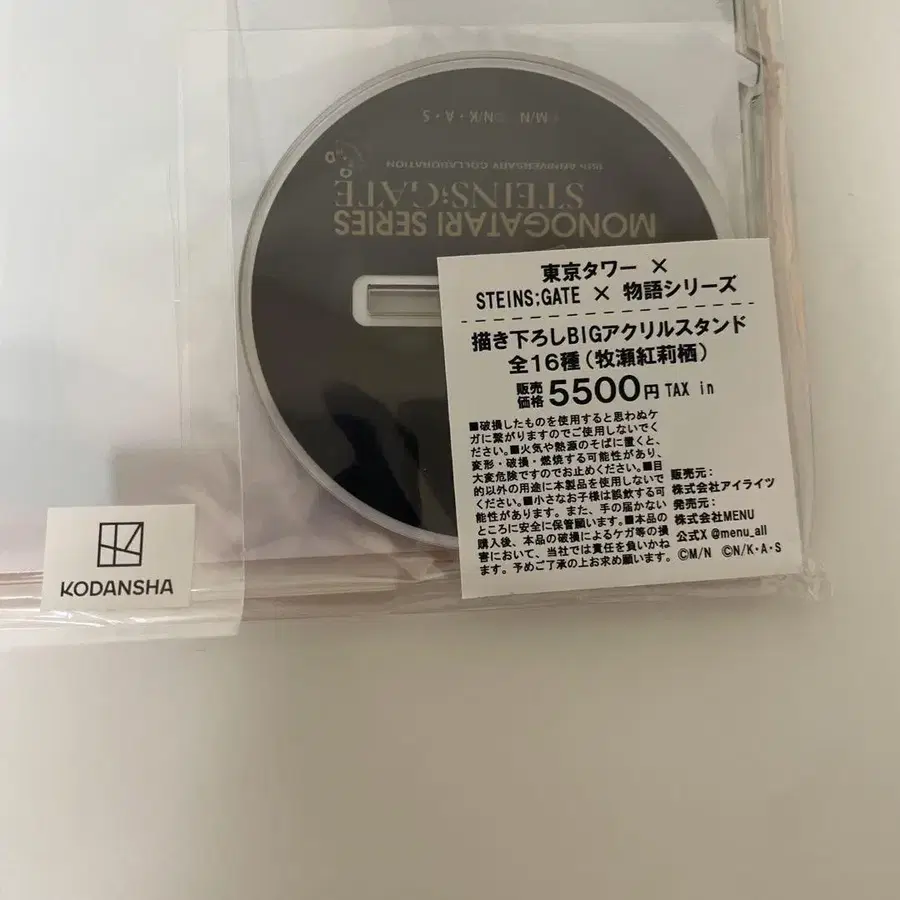 M/N ©N/K・A・S
15th ANNIVERSARY COLLABORATION
STEINS;GATE
MONOGATARI SERIES
東京タワー ×
STEINS;GATE × 物語シリーズ
描き下ろしBIGアクリルスタンド
全16種(牧瀬紅莉栖)
販売価格 5500円 TAX in
■破損したものを使用すると思わぬケ
ガに繋がりますのでご使用しないでく
ださい。■火気や熱源のそばに置くと、
変形・破損・燃焼する可能性があり、
大変危険ですのでお止めください。■目
的以外の用途に本製品を使用しないで
ください。■小さなお子様は誤飲する可
能性があります。また、手の届かない
ところに安全に保管願います。■本品の
購入後、本品の破損によるケガ等の損
害において、当社では責任を負いかね
ます。予めご了承の上お求め願います。
販売元:
株式会社アイライツ
発売元:
株式会社MENU
公式X @menu_all
©M/N ©N/K・A・S
KODANSHA